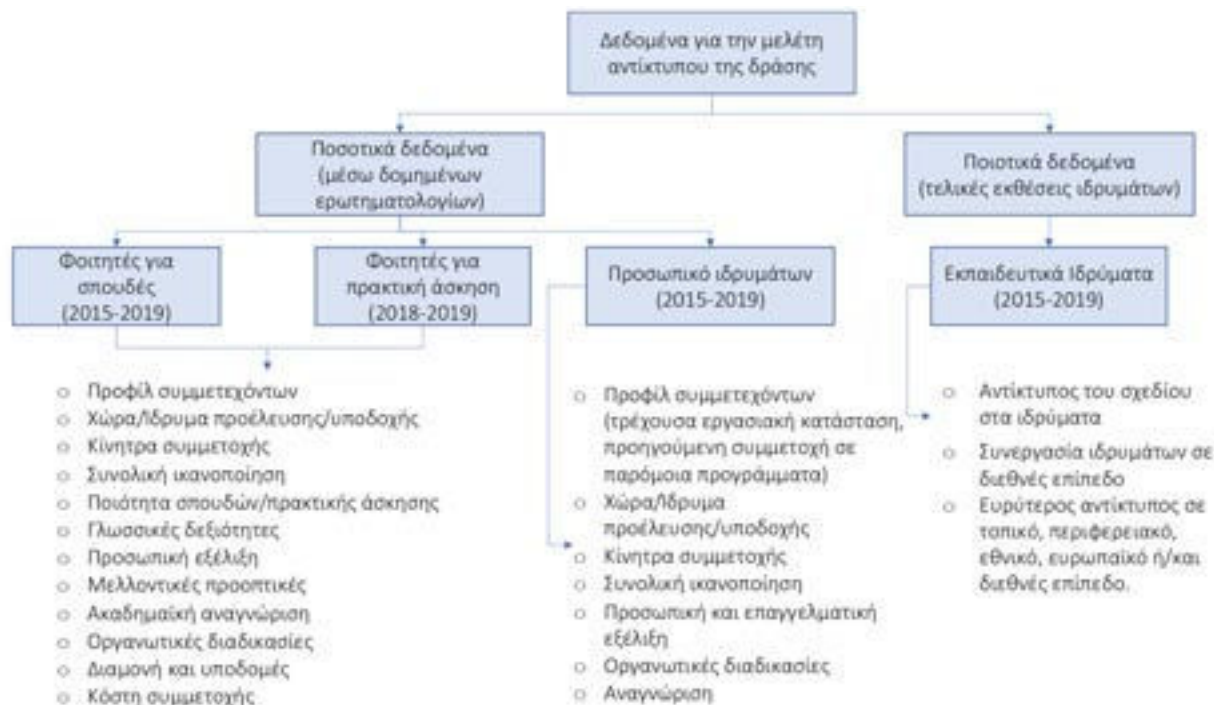 Δεδομένα για την μελέτη
αντίκτυπου της δράσης
Ποσοτικά δεδομένα
(μέσω δομημένων
ερωτηματολογίων)
Ποιοτικά δεδομένα
(τελικές εκθέσεις ιδρυμάτων)
Φοιτητές για
σπουδές
(2015-2019)
Φοιτητές για
πρακτική άσκηση
(2018-2019)
Προσωπικό ιδρυμάτων
(2015-2019)
Εκπαιδευτικά Ιδρύματα
(2015-2019)
o Προφίλ συμμετεχόντων
o Χώρα/Ίδρυμα προέλευσης/υποδοχής
o Κίνητρα συμμετοχής
o Συνολική ικανοποίηση
o Ποιότητα σπουδών/πρακτικής άσκησης
o Γλωσσικές δεξιότητες
o Προσωπική εξέλιξη
o Μελλοντικές προοπτικές
o Ακαδημαϊκή αναγνώριση
o Οργανωτικές διαδικασίες
o Διαμονή και υποδομές
o Κόστη συμμετοχής
o Προφίλ συμμετεχόντων
(τρέχουσα εργασιακή κατάσταση,
προηγούμενη συμμετοχή σε
παρόμοια προγράμματα)
o Χώρα/Ίδρυμα
προέλευσης/υποδοχής
o Κίνητρα συμμετοχής
o Συνολική ικανοποίηση
o Προσωπική και επαγγελματική
εξέλιξη
o Οργανωτικές διαδικασίες
o Αναγνώριση
o Αντίκτυπος του σχεδίου
στα ιδρύματα
o Συνεργασία ιδρυμάτων σε
διεθνές επίπεδο
o Ευρύτερος αντίκτυπος σε
τοπικό, περιφερειακό,
εθνικό, ευρωπαϊκό ή/και
διεθνές επίπεδο.